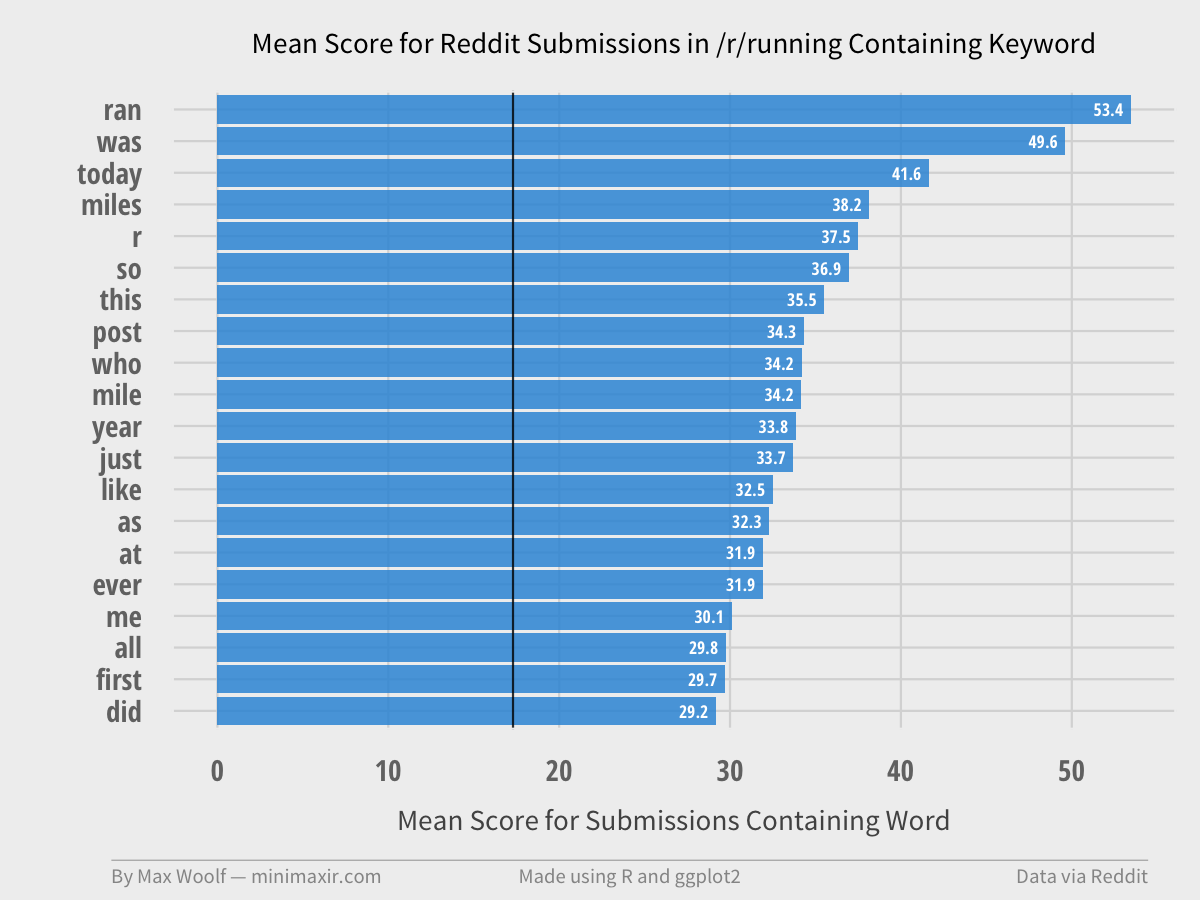 Mean Score for Reddit Submissions in /r/running Containing Keyword
ran 53.4
was 49.6
today 41.6
miles 38.2
r 37.5
so 36.9
this 35.5
post 34.3
who 34.2
mile 34.2
year 33.8
just 33.7
like 32.5
as 32.3
at 31.9
ever 31.9
me 30.1
all 29.8
first 29.7
did 29.2
0 10 20 30 40 50
Mean Score for Submissions Containing Word
By Max Woolf — minimaxir.com Made using R and ggplot2 Data via Reddit